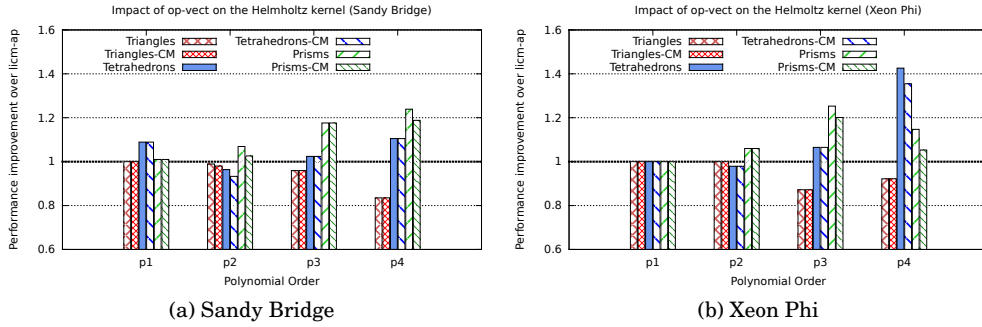 Impact of op-vect on the Helmholtz kernel (Sandy Bridge)
Performance improvement over licm-ap
1.6
1.4
1.2
1
0.8
0.6
Triangles
Triangles-CM
Tetrahedrons
Tetrahedrons-CM
Prisms
Prisms-CM
p1 p2 p3 p4
Polynomial Order
(a) Sandy Bridge
Impact of op-vect on the Helmoltz kernel (Xeon Phi)
Performance improvement over licm-ap
1.6
1.4
1.2
1
0.8
0.6
Triangles
Triangles-CM
Tetrahedrons
Tetrahedrons-CM
Prisms
Prisms-CM
p1 p2 p3 p4
Polynomial Order
(b) Xeon Phi